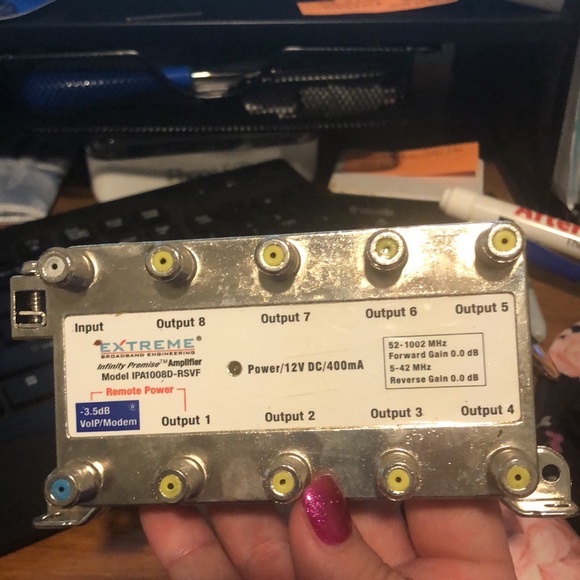 Input
Output 8
Output 7
Output 6
Output 5
EXTREME
BROADBAND ENGINEERING
Infinity Premise™ Amplifier
Model IPA1008D-RSVF
Power/12V DC/400mA
52-1002 MHz
Forward Gain 0.0 dB
5-42 MHz
Reverse Gain 0.0 dB
Remote Power
-3.5dB ®
VoIP/Modem
Output 1
Output 2
Output 3
Output 4